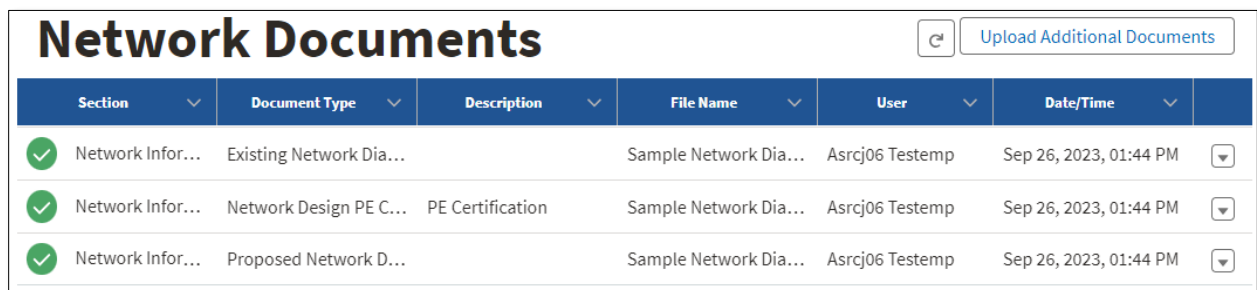 Network Documents
Upload Additional Documents
Section Document Type Description File Name User Date/Time
Network Infor... Existing Network Dia... Sample Network Dia... Asrcj06 Testemp Sep 26, 2023, 01:44 PM
Network Infor... Network Design PE C... PE Certification Sample Network Dia... Asrcj06 Testemp Sep 26, 2023, 01:44 PM
Network Infor... Proposed Network D... Sample Network Dia... Asrcj06 Testemp Sep 26, 2023, 01:44 PM